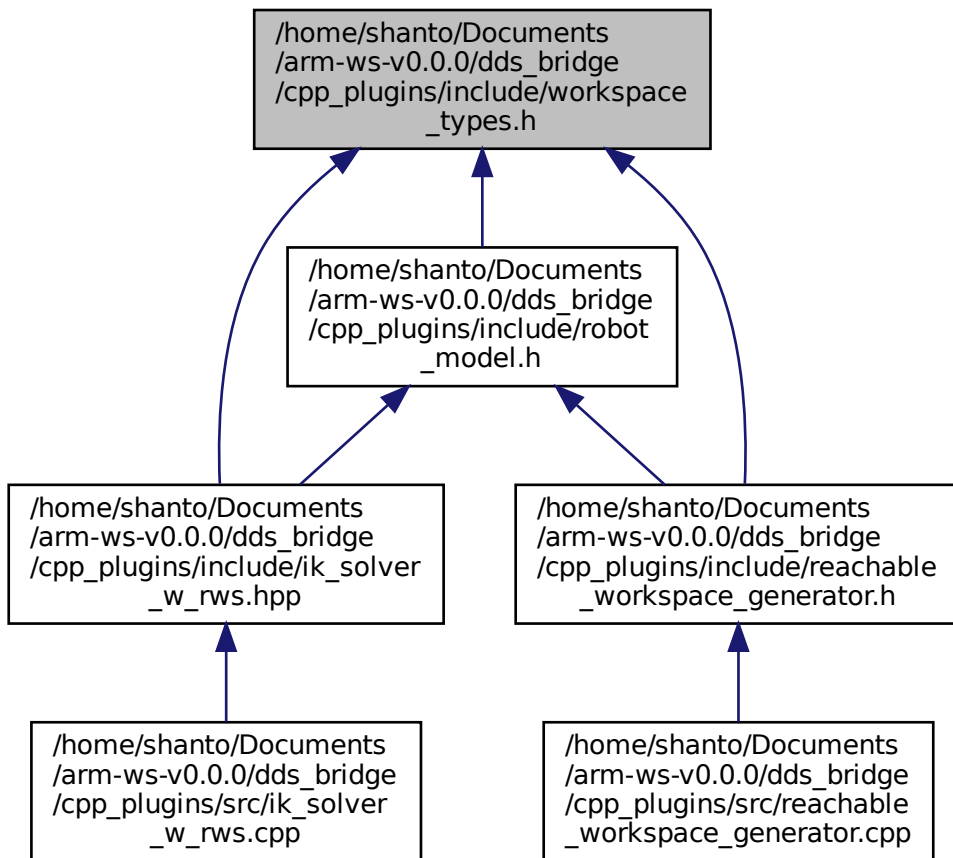 /home/shanto/Documents
/arm-ws-v0.0.0/dds_bridge
/cpp_plugins/include/workspace
_types.h
/home/shanto/Documents
/arm-ws-v0.0.0/dds_bridge
/cpp_plugins/include/robot
_model.h
/home/shanto/Documents
/arm-ws-v0.0.0/dds_bridge
/cpp_plugins/include/ik_solver
_w_rws.hpp
/home/shanto/Documents
/arm-ws-v0.0.0/dds_bridge
/cpp_plugins/include/reachable
_workspace_generator.h
/home/shanto/Documents
/arm-ws-v0.0.0/dds_bridge
/cpp_plugins/src/ik_solver
_w_rws.cpp
/home/shanto/Documents
/arm-ws-v0.0.0/dds_bridge
/cpp_plugins/src/reachable
_workspace_generator.cpp